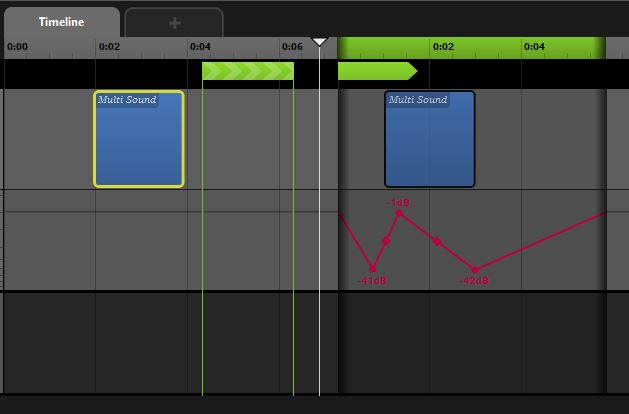 Timeline
+
0:00 0:02 0:04 0:06 0:02 0:04
Multi Sound Multi Sound
-1dB
-41dB -42dB